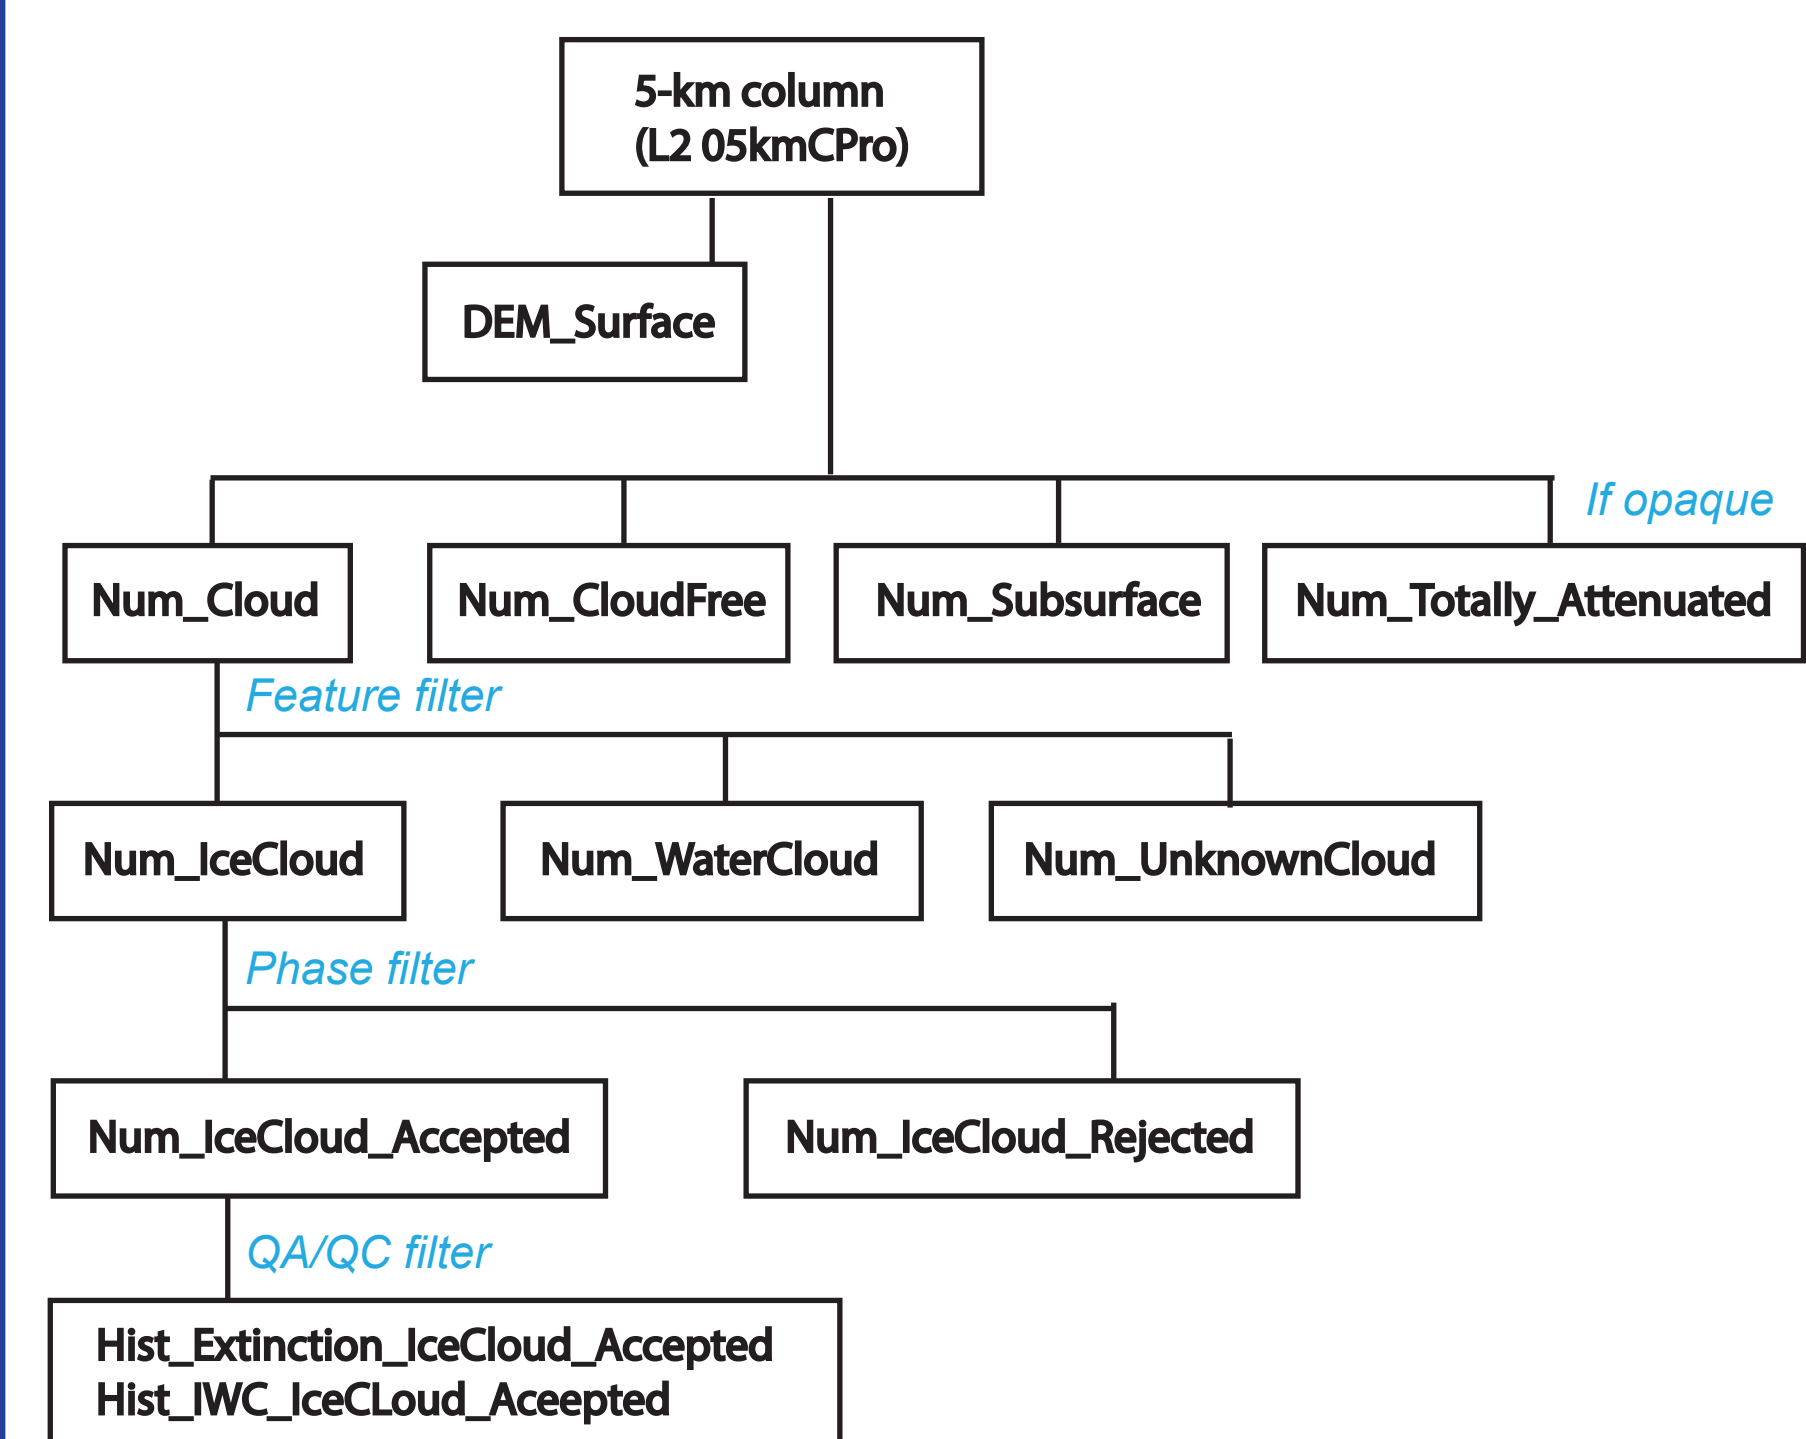 5-km column
(L2 05kmCPro)
DEM_Surface
If opaque
Num_Cloud
Num_CloudFree
Num_Subsurface
Num_Totally_Attenuated
Feature filter
Num_IceCloud
Num_WaterCloud
Num_UnknownCloud
Phase filter
Num_IceCloud_Accepted
Num_IceCloud_Rejected
QA/QC filter
Hist_Extinction_IceCloud_Accepted
Hist_IWC_IceCLoud_Aceepted